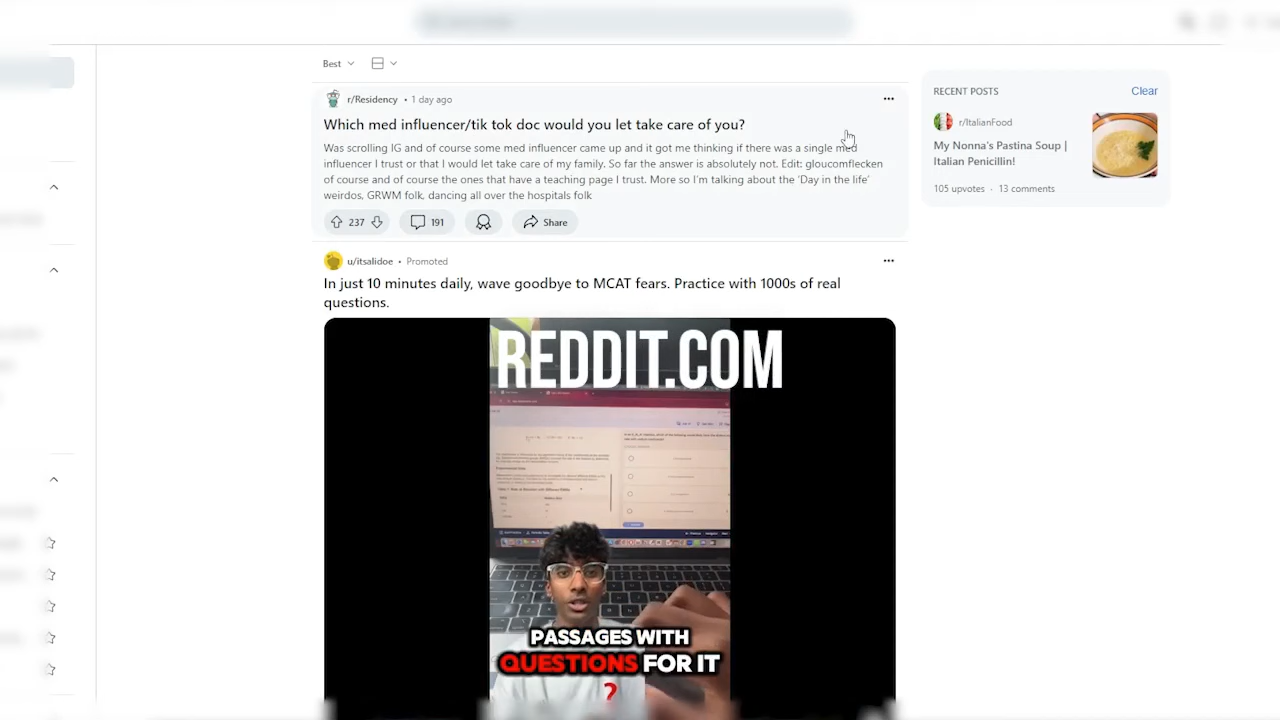 Best
r/Residency • 1 day ago
Which med influencer/tik tok doc would you let take care of you?
Was scrolling IG and of course some med influencer came up and it got me thinking if there was a single med
influencer I trust or that I would let take care of my family. So far the answer is absolutely not. Edit: gloucomflecken
of course and of course the ones that have a teaching page I trust. More so I'm talking about the 'Day in the life'
weirdos, GRWM folk, dancing all over the hospitals folk
237
191
Share
u/itsalidoe • Promoted
In just 10 minutes daily, wave goodbye to MCAT fears. Practice with 1000s of real
questions.
REDDIT.COM
PASSAGES WITH
QUESTIONS FOR IT
?
RECENT POSTS
Clear
r/ItalianFood
My Nonna's Pastina Soup |
Italian Penicillin!
105 upvotes · 13 comments